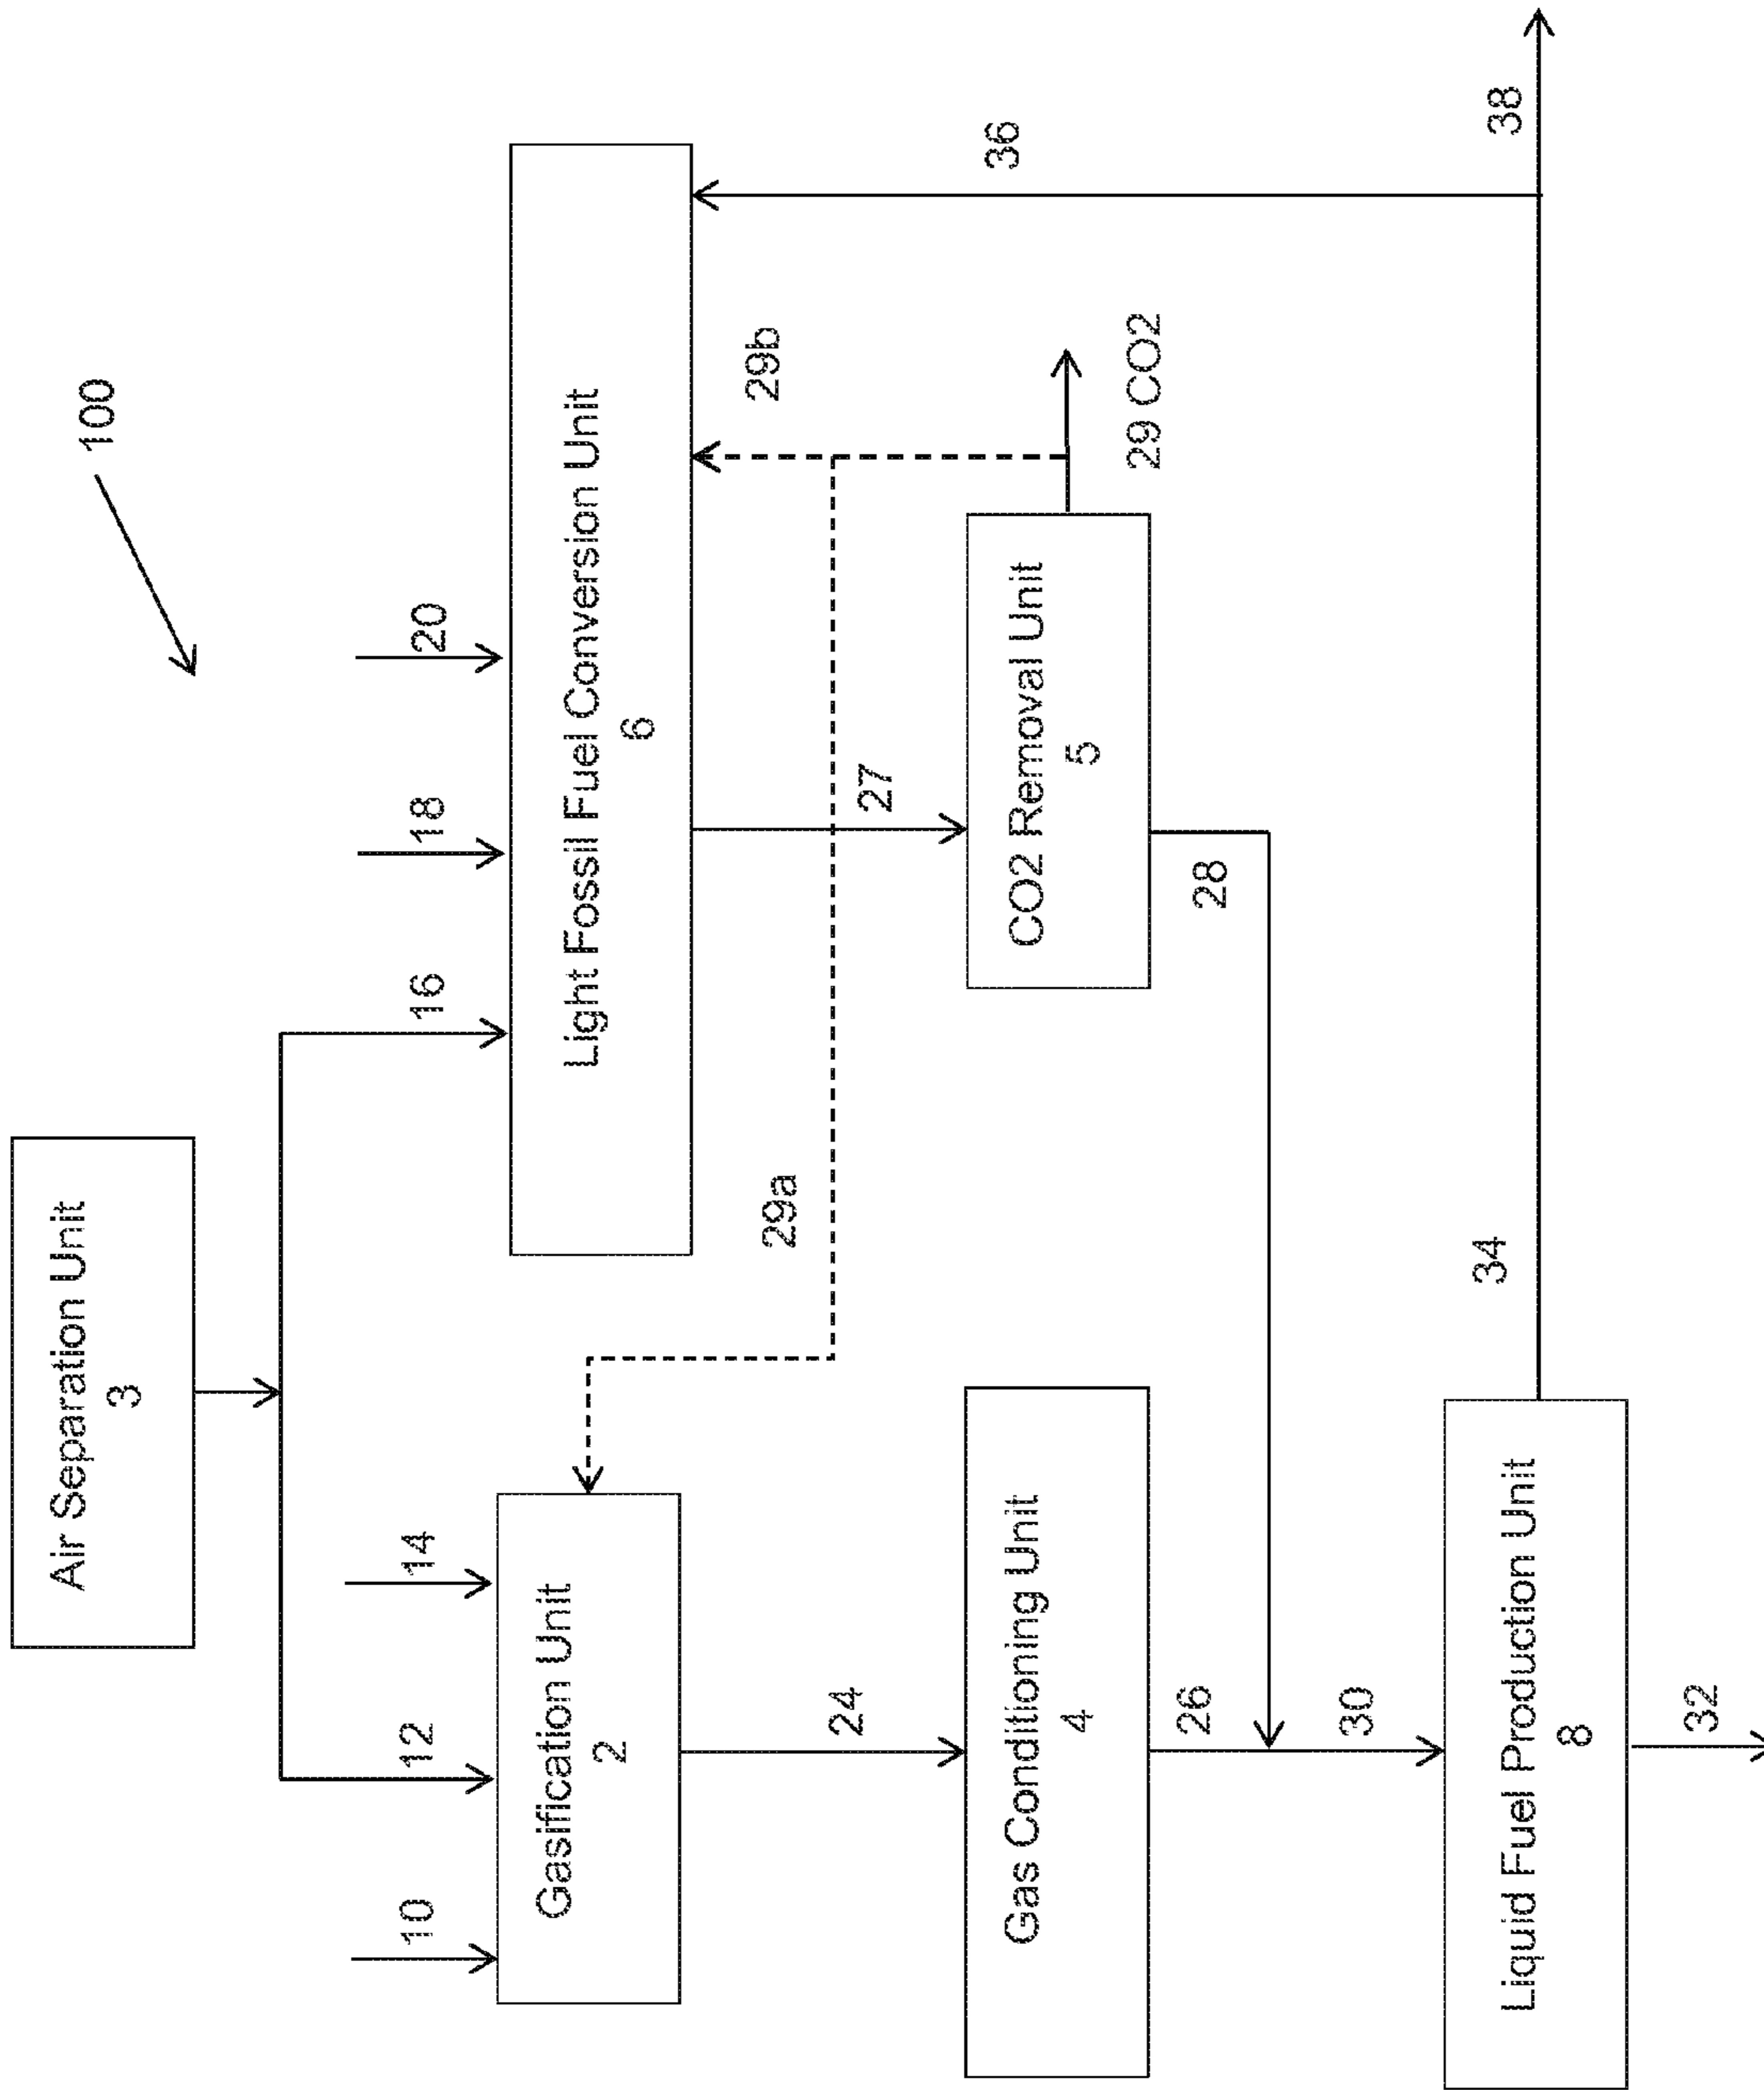 100
Air Separation Unit
3
10
12
14
16
18
20
Gasification Unit
2
Light Fossil Fuel Conversion Unit
6
29a
29b
24
27
36
Gas Conditioning Unit
4
CO2 Removal Unit
5
29 CO2
26
28
30
Liquid Fuel Production Unit
8
34
38
32